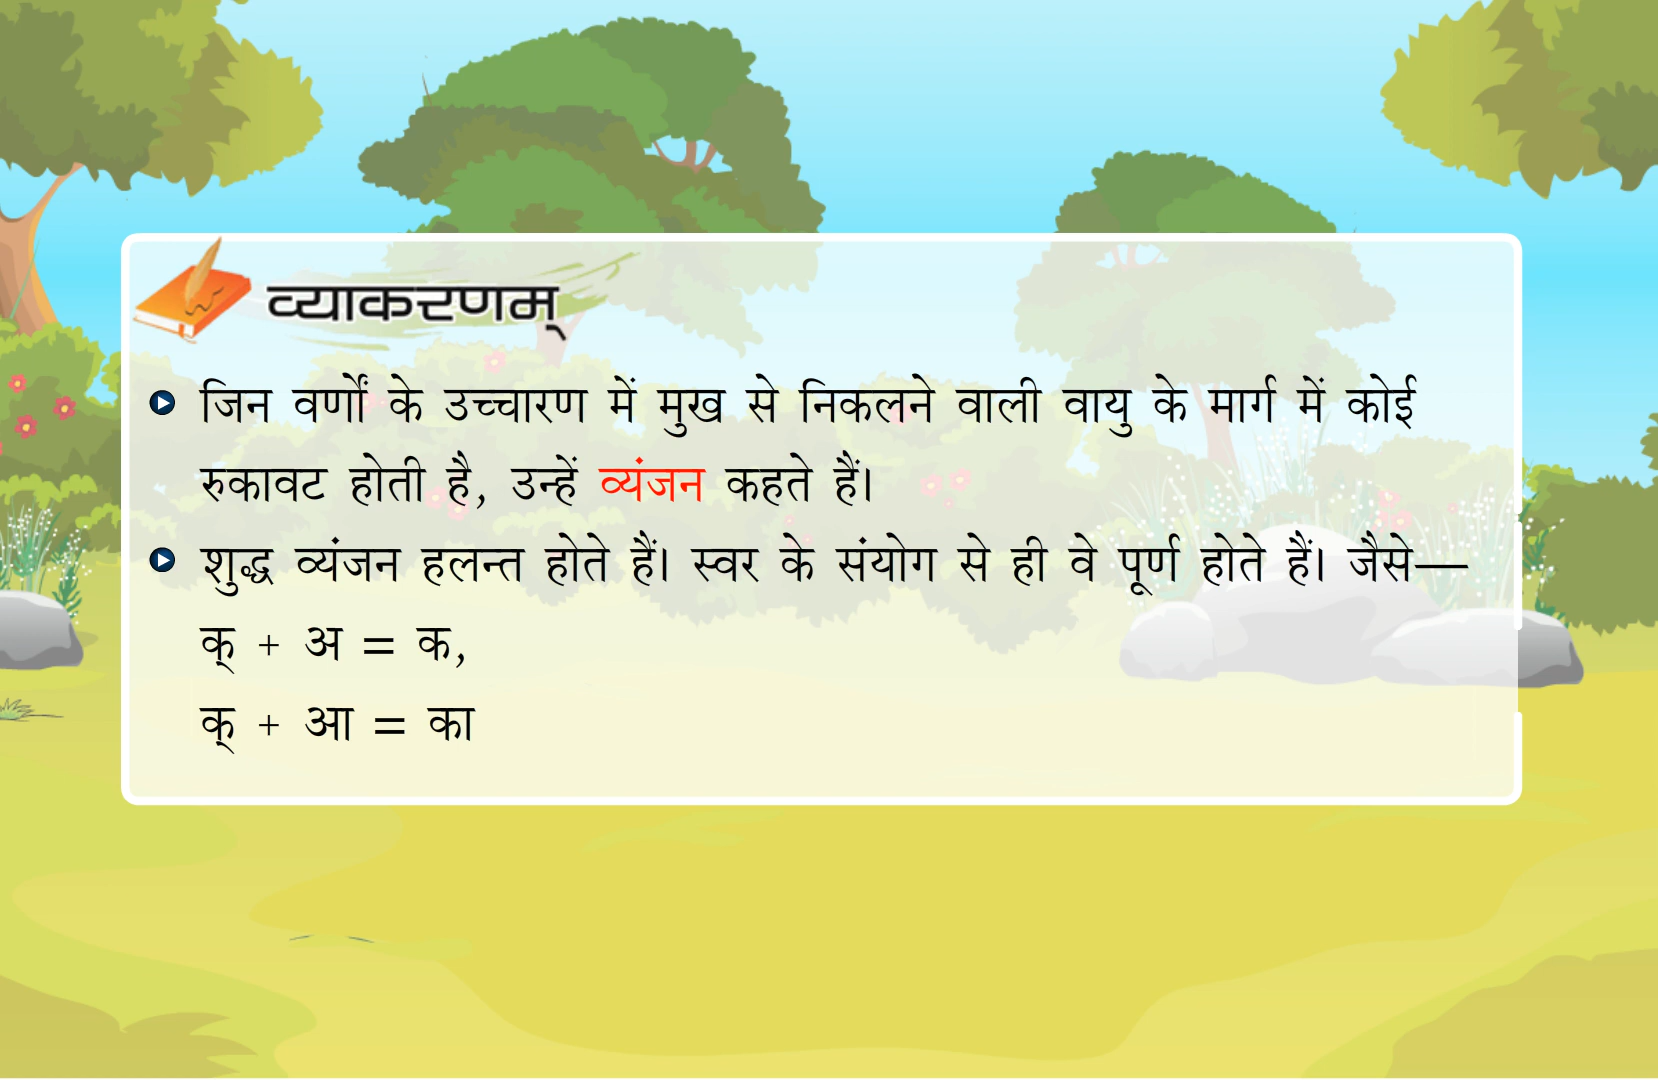 व्याकरणम्
जिन वर्णों के उच्चारण में मुख से निकलने वाली वायु के मार्ग में कोई
रुकावट होती है, उन्हें व्यंजन कहते हैं।
शुद्ध व्यंजन हलन्त होते हैं। स्वर के संयोग से ही वे पूर्ण होते हैं। जैसे—
क् + अ = क,
क् + आ = का